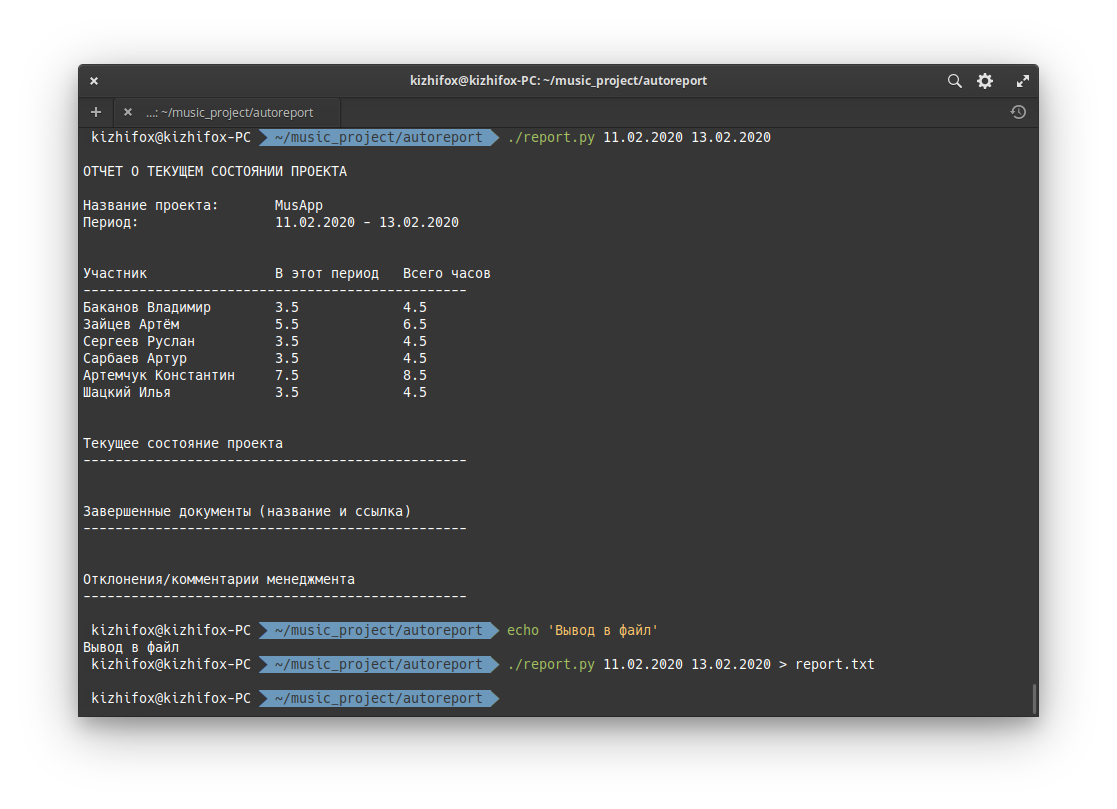 kizhifox@kizhifox-PC: ~/music_project/autoreport
...: ~/music_project/autoreport
kizhifox@kizhifox-PC ~/music_project/autoreport ./report.py 11.02.2020 13.02.2020
ОТЧЕТ О ТЕКУЩЕМ СОСТОЯНИИ ПРОЕКТА
Название проекта: MusApp
Период: 11.02.2020 - 13.02.2020
Участник В этот период Всего часов
------------------------------------------------
Баканов Владимир 3.5 4.5
Зайцев Артём 5.5 6.5
Сергеев Руслан 3.5 4.5
Сарбаев Артур 3.5 4.5
Артемчук Константин 7.5 8.5
Шацкий Илья 3.5 4.5
Текущее состояние проекта
------------------------------------------------
Завершенные документы (название и ссылка)
------------------------------------------------
Отклонения/комментарии менеджмента
------------------------------------------------
kizhifox@kizhifox-PC ~/music_project/autoreport echo 'Вывод в файл'
Вывод в файл
kizhifox@kizhifox-PC ~/music_project/autoreport ./report.py 11.02.2020 13.02.2020 > report.txt
kizhifox@kizhifox-PC ~/music_project/autoreport